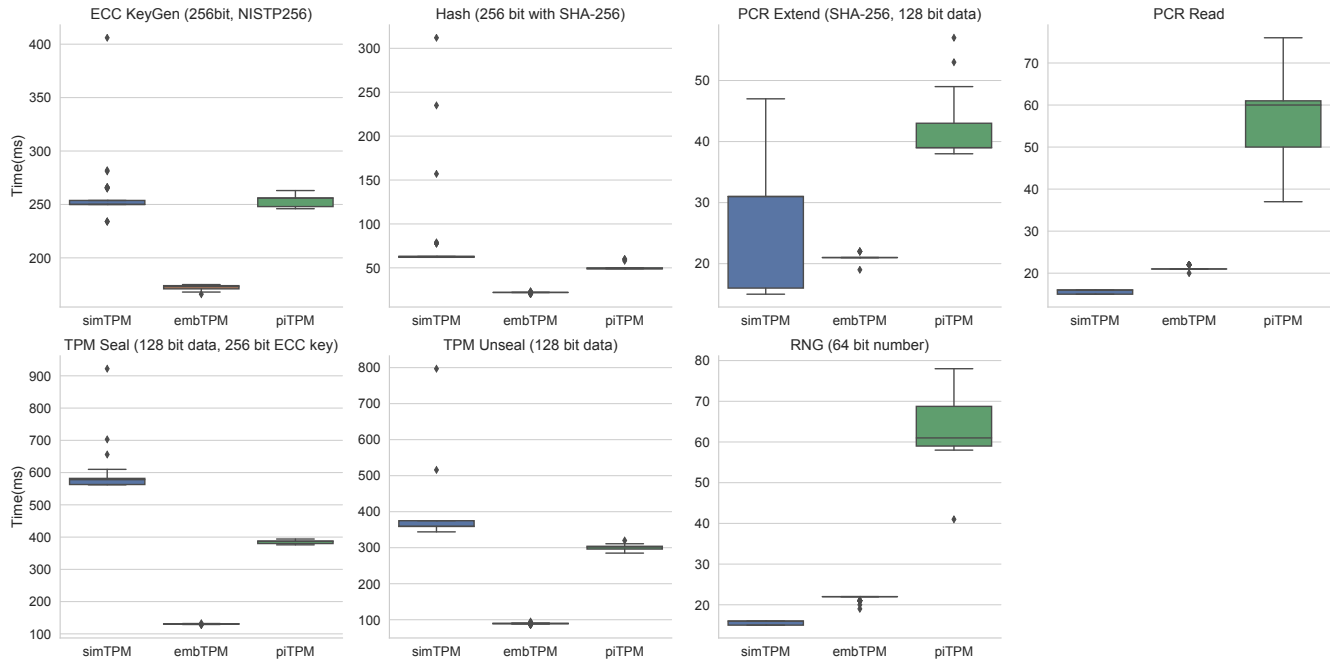 ECC KeyGen (256bit, NISTP256)
Time(ms)
400
350
300
250
200
simTPM embTPM piTPM
Hash (256 bit with SHA-256)
300
250
200
150
100
50
simTPM embTPM piTPM
PCR Extend (SHA-256, 128 bit data)
50
40
30
20
simTPM embTPM piTPM
PCR Read
70
60
50
40
30
20
simTPM embTPM piTPM
TPM Seal (128 bit data, 256 bit ECC key)
Time(ms)
900
800
700
600
500
400
300
200
100
simTPM embTPM piTPM
TPM Unseal (128 bit data)
800
700
600
500
400
300
200
100
simTPM embTPM piTPM
RNG (64 bit number)
80
70
60
50
40
30
20
simTPM embTPM piTPM